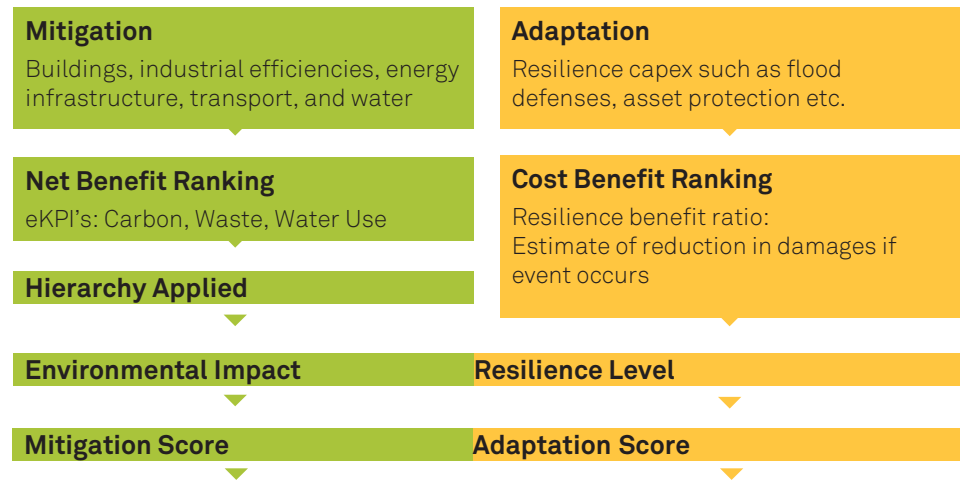 Mitigation
Buildings, industrial efficiencies, energy
infrastructure, transport, and water
Adaptation
Resilience capex such as flood
defenses, asset protection etc.
Net Benefit Ranking
eKPI’s: Carbon, Waste, Water Use
Cost Benefit Ranking
Resilience benefit ratio:
Estimate of reduction in damages if
event occurs
Hierarchy Applied
Environmental Impact
Resilience Level
Mitigation Score
Adaptation Score